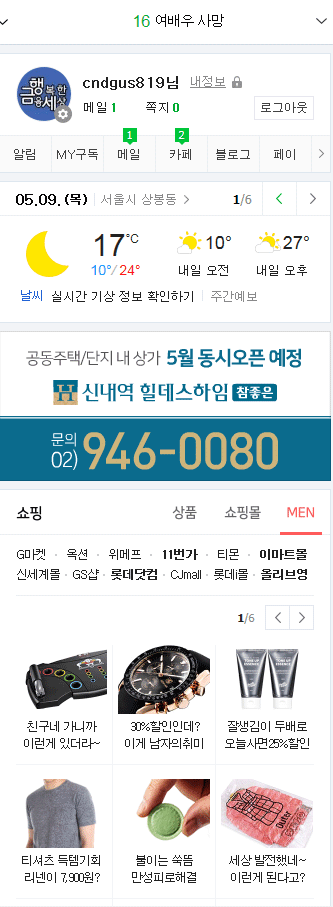 16 여배우 사망
행복한
금융세상
cndgus819님 내정보
메일 1 쪽지 0 로그아웃
1 2
알림 MY구독 메일 카페 블로그 페이
05.09. (목) 서울시 상봉동 1/6
17°C 10° 27°
10°/24° 내일 오전 내일 오후
날씨 실시간 기상 정보 확인하기 주간예보
공동주택/단지 내 상가 5월 동시오픈 예정
H 신내역 힐데스하임 참좋은
문의
02) 946-0080
쇼핑 상품 쇼핑몰 MEN
G마켓 · 옥션 · 위메프 · 11번가 · 티몬 · 이마트몰
신세계몰 · GS샵 · 롯데닷컴 · CJmall · 롯데i몰 · 올리브영
1/6
친구네 가니까
이런게 있더라~
30%할인인데?
이게 남자의취미
잘생김이 두배로
오늘사면25%할인
티셔츠 득템기회
리넨이 7,900원?
붙이는 쑥뜸
만성피로해결
세상 발전했네~
이런게 된다고?